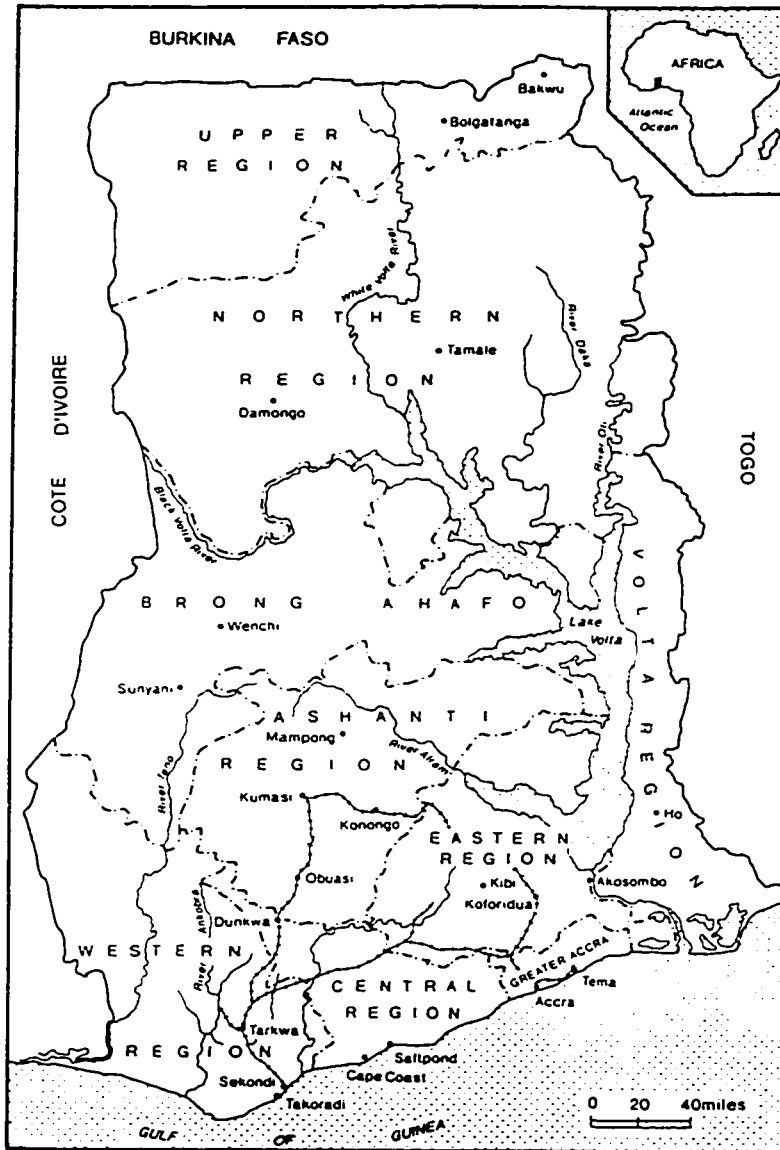 BURKINA FASO
AFRICA
Atlantic
Ocean
Bakwu
Bolgatanga
UPPER
REGION
White Volta River
NORTHERN
River Daka
Tamale
REGION
Damongo
COTE D'IVOIRE
TOGO
River Oti
Black Volta River
VOLTA REGION
BRONG AHAFO
Wenchi
Lake
Volta
Sunyani
ASHANTI
Mampong
REGION
River Afram
River Tano
Kumasi
Konongo
Ho
EASTERN
REGION
Obuasi
Kibi
Akosombo
Koforidua
River Ankobra
Dunkwa
WESTERN
GREATER ACCRA
CENTRAL
REGION
Tema
Accra
Tarkwa
REGION
Saltpond
Cape Coast
Sekondi
Takoradi
0 20 40miles
GULF OF GUINEA